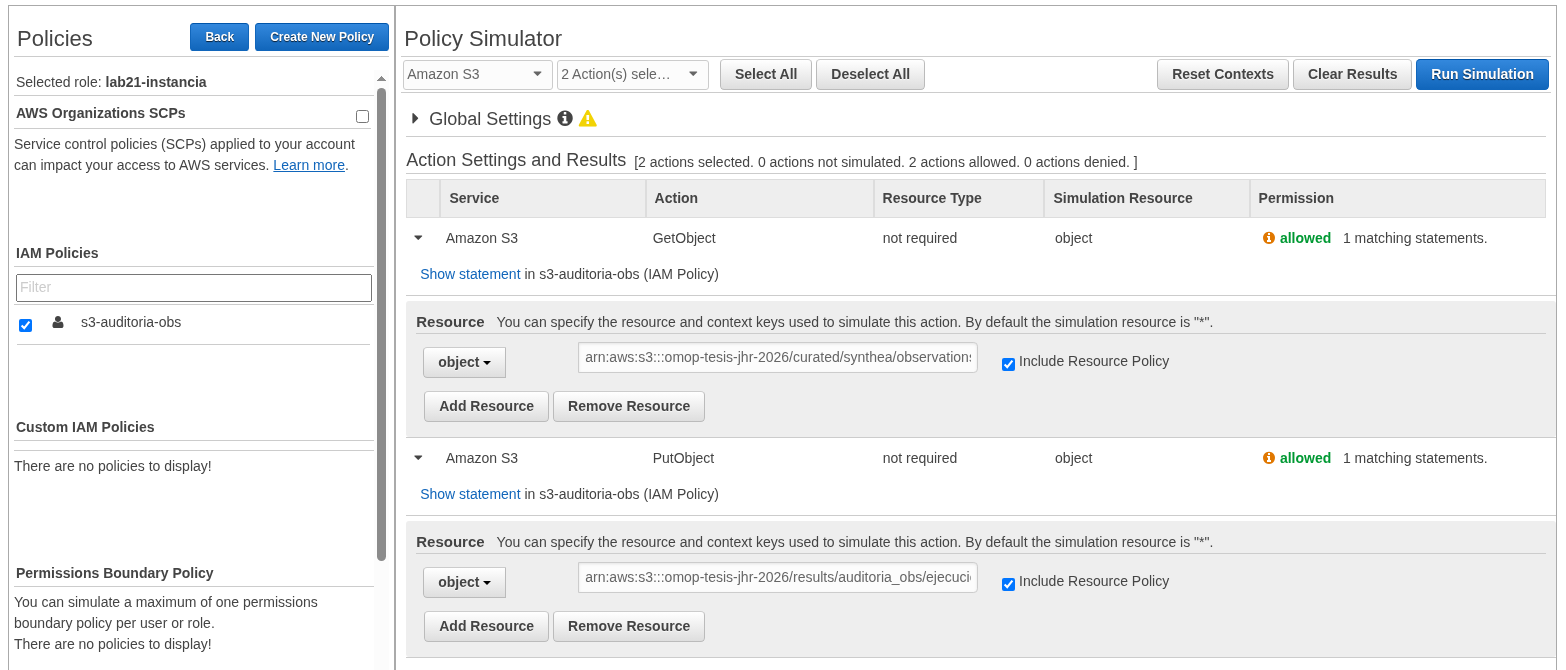 Policies
Back
Create New Policy
Selected role: lab21-instancia
AWS Organizations SCPs
Service control policies (SCPs) applied to your account
can impact your access to AWS services. Learn more.
IAM Policies
Filter
s3-auditoria-obs
Custom IAM Policies
There are no policies to display!
Permissions Boundary Policy
You can simulate a maximum of one permissions
boundary policy per user or role.
There are no policies to display!
Policy Simulator
Amazon S3
2 Action(s) sele…
Select All
Deselect All
Reset Contexts
Clear Results
Run Simulation
Global Settings
Action Settings and Results [2 actions selected. 0 actions not simulated. 2 actions allowed. 0 actions denied. ]
Service Action Resource Type Simulation Resource Permission
Amazon S3 GetObject not required object allowed 1 matching statements.
Show statement in s3-auditoria-obs (IAM Policy)
Resource You can specify the resource and context keys used to simulate this action. By default the simulation resource is "*".
object arn:aws:s3:::omop-tesis-jhr-2026/curated/synthea/observations Include Resource Policy
Add Resource Remove Resource
Amazon S3 PutObject not required object allowed 1 matching statements.
Show statement in s3-auditoria-obs (IAM Policy)
Resource You can specify the resource and context keys used to simulate this action. By default the simulation resource is "*".
object arn:aws:s3:::omop-tesis-jhr-2026/results/auditoria_obs/ejecuci Include Resource Policy
Add Resource Remove Resource